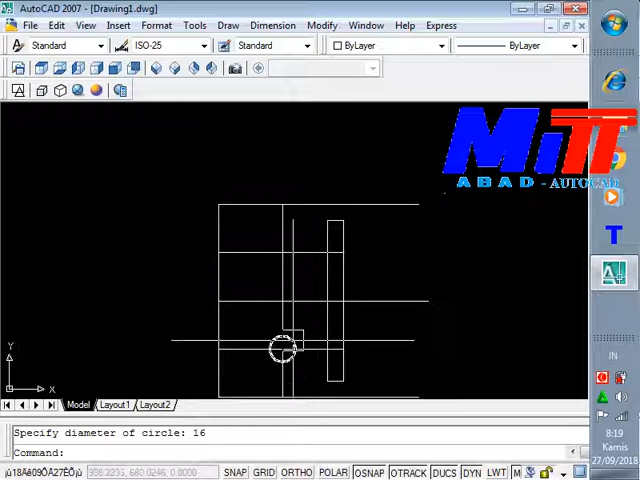 AutoCAD 2007 - [Drawing1.dwg]
File Edit View Insert Format Tools Draw Dimension Modify Window Help Express
Standard ISO-25 Standard ByLayer ByLayer
MiTT
ABAD - AUTOCAD
T
Y
X
Model Layout1 Layout2
IN
Specify diameter of circle: 16
Command:
8:19
Kamis
27/09/2018
SNAP GRID ORTHO POLAR OSNAP OTRACK DUCS DYN LWT M